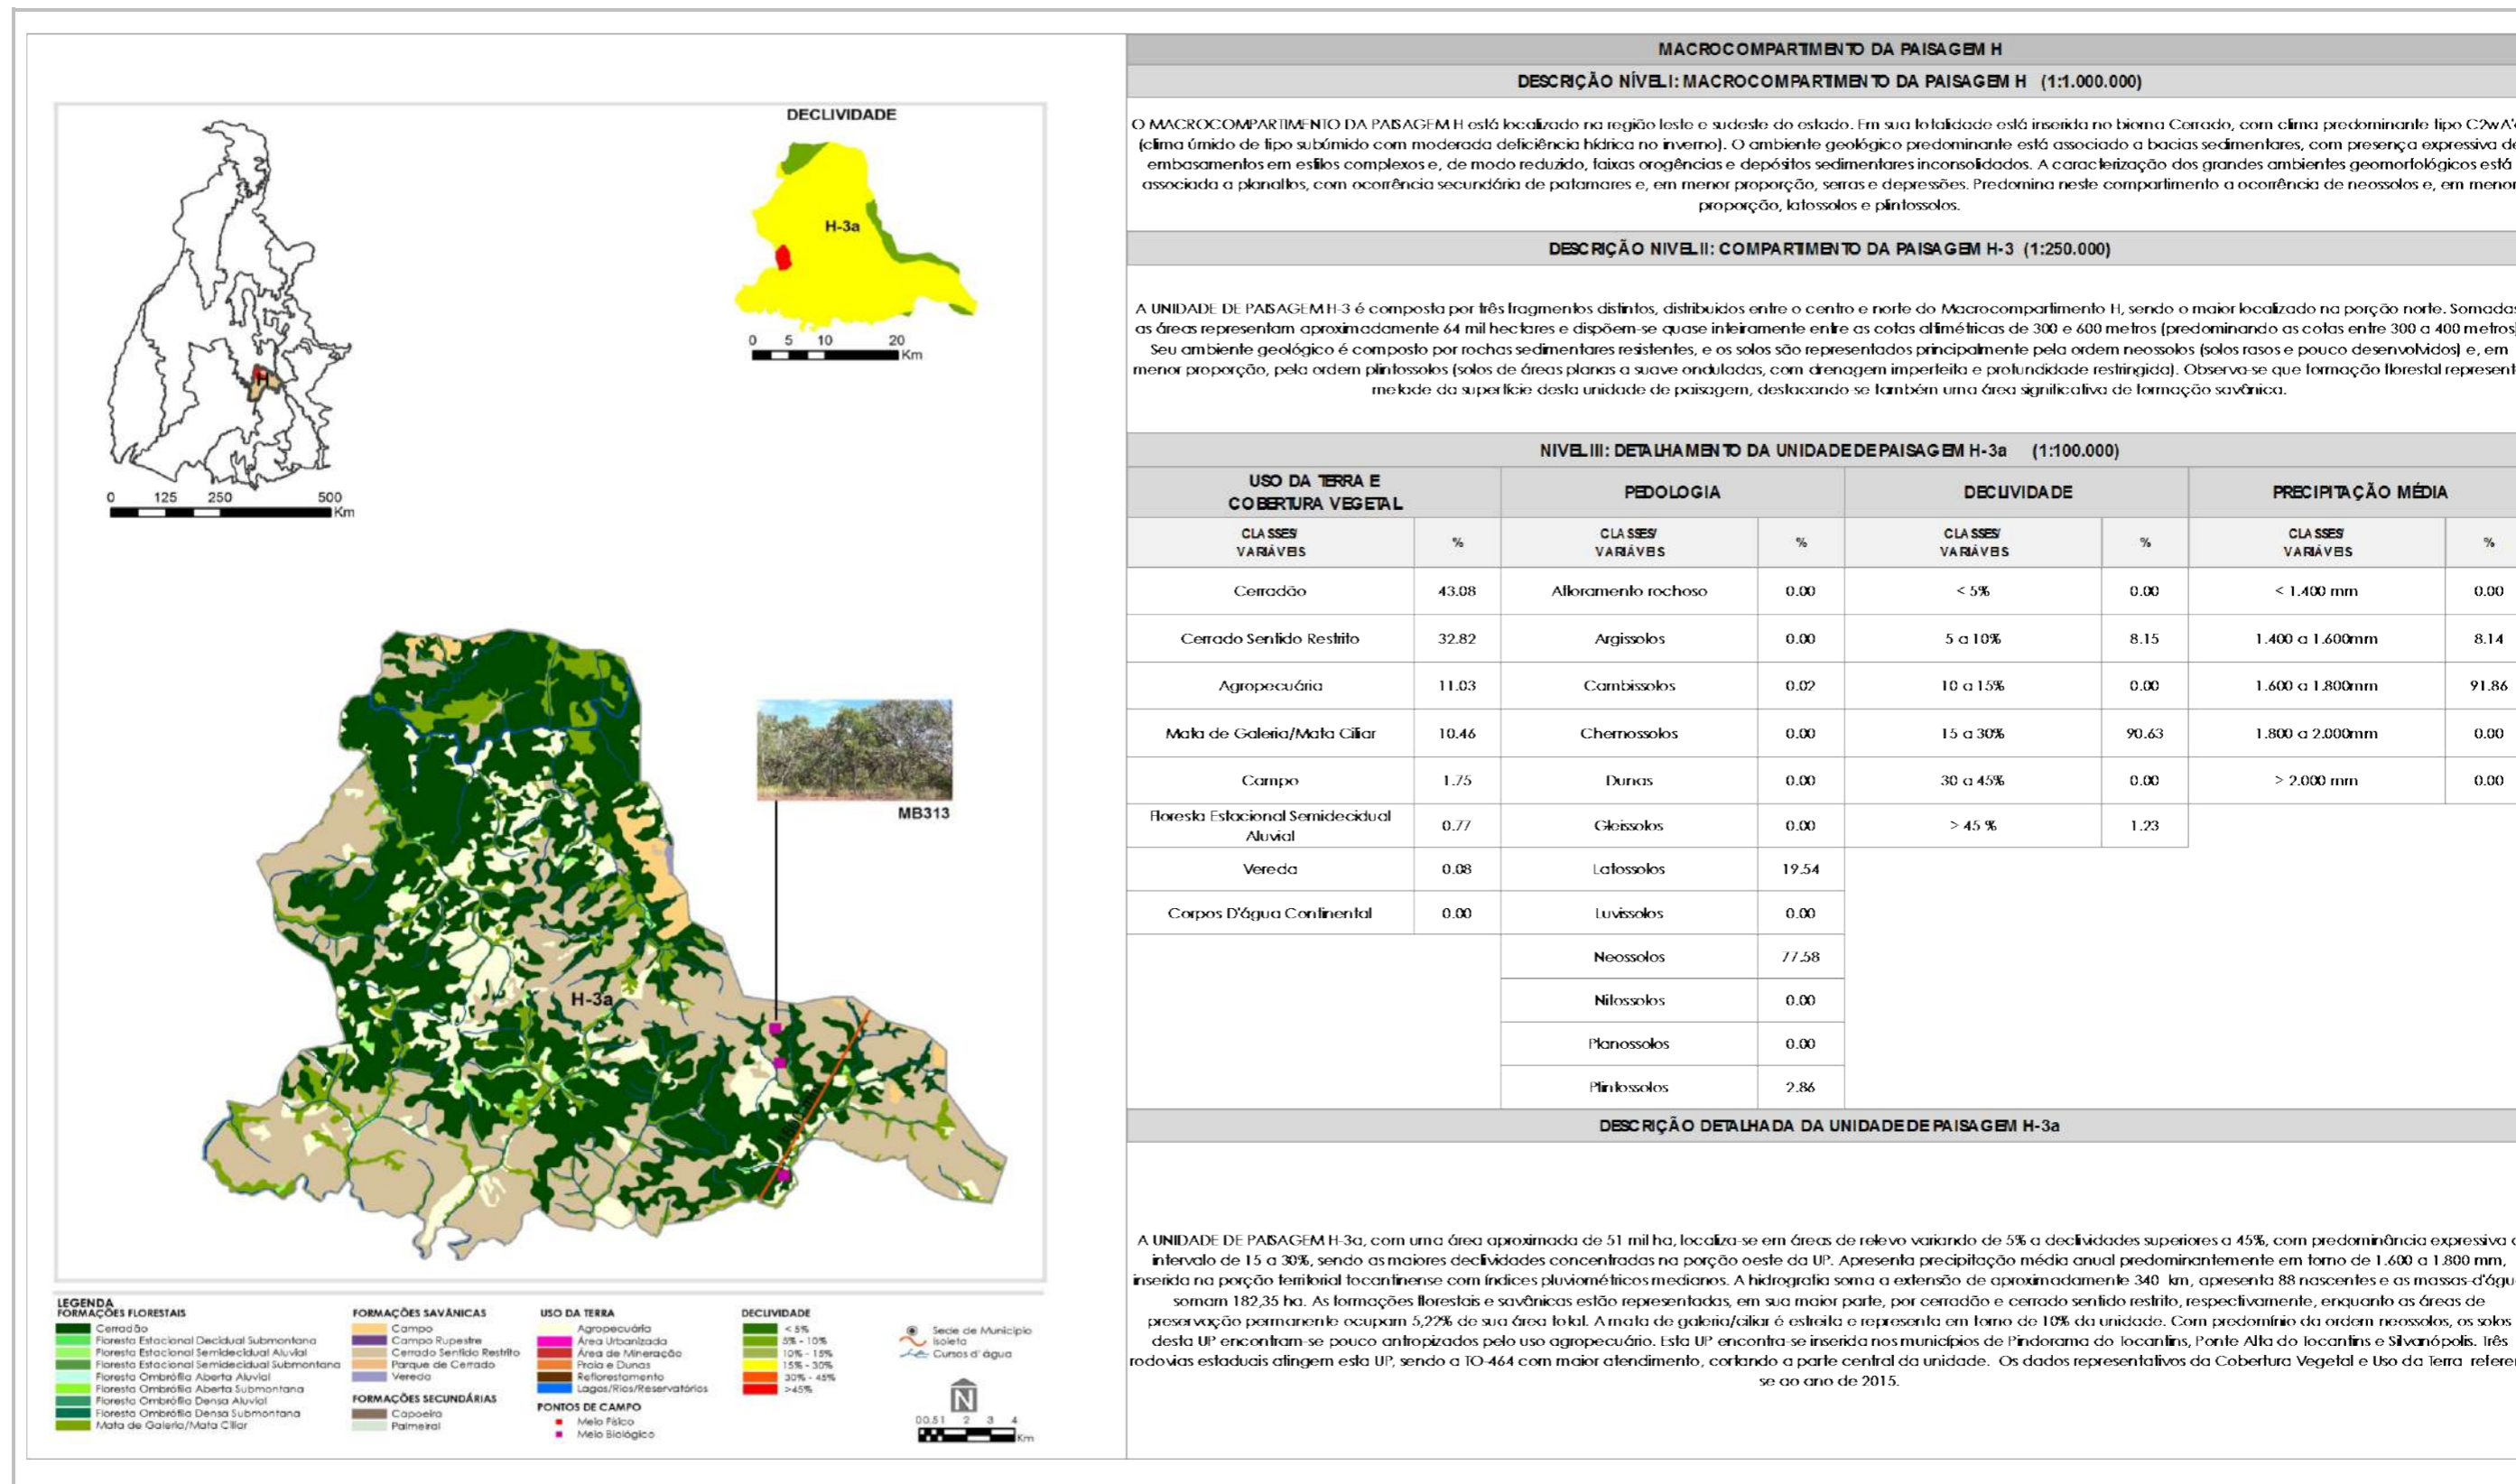 DECLIVIDADE
H-3a
0 5 10 20
Km
H
0 125 250 500
Km
MB313
H-3a
LEGENDA
FORMAÇÕES FLORESTAIS
Cerradão
Floresta Estacional Decidual Submontana
Floresta Estacional Semidecidual Aluvial
Floresta Estacional Semidecidual Submontana
Floresta Ombrófila Aberta Aluvial
Floresta Ombrófila Aberta Submontana
Floresta Ombrófila Densa Aluvial
Floresta Ombrófila Densa Submontana
Mata de Galeria/Mata Ciliar
FORMAÇÕES SAVÂNICAS
Campo
Campo Rupestre
Cerrado Sentido Restrito
Parque de Cerrado
Vereda
FORMAÇÕES SECUNDÁRIAS
Capoeira
Palmeiral
USO DA TERRA
Agropecuária
Área Urbanizada
Área de Mineração
Praia e Dunas
Reflorestamento
Lagos/Rios/Reservatórios
PONTOS DE CAMPO
Meio Físico
Meio Biológico
DECLIVIDADE
< 5%
5% - 10%
10% - 15%
15% - 30%
30% - 45%
>45%
Sede de Município
Isoieta
Cursos d' água
N
0 0.5 1 2 3 4
Km
MACROCOMPARTIMENTO DA PAISAGEM H
DESCRIÇÃO NÍVEL I: MACROCOMPARTIMENTO DA PAISAGEM H (1:1.000.000)
O MACROCOMPARTIMENTO DA PAISAGEM H está localizado na região leste e sudeste do estado. Em sua totalidade está inserida no bioma Cerrado, com clima predominante tipo C2wA'
(clima úmido de tipo subúmido com moderada deficiência hídrica no inverno). O ambiente geológico predominante está associado a bacias sedimentares, com presença expressiva de
embasamentos em estilos complexos e, de modo reduzido, faixas orogências e depósitos sedimentares inconsolidados. A caracterização dos grandes ambientes geomorfológicos está
associada a planaltos, com ocorrência secundária de patamares e, em menor proporção, serras e depressões. Predomina neste compartimento a ocorrência de neossolos e, em menor
proporção, latossolos e plintossolos.
DESCRIÇÃO NIVEL II: COMPARTIMENTO DA PAISAGEM H-3 (1:250.000)
A UNIDADE DE PAISAGEM H-3 é composta por três fragmentos distintos, distribuidos entre o centro e norte do Macrocompartimento H, sendo o maior localizado na porção norte. Somadas
as áreas representam aproximadamente 64 mil hectares e dispõem-se quase inteiramente entre as cotas altimétricas de 300 e 600 metros (predominando as cotas entre 300 a 400 metros)
Seu ambiente geológico é composto por rochas sedimentares resistentes, e os solos são representados principalmente pela ordem neossolos (solos rasos e pouco desenvolvidos) e, em
menor proporção, pela ordem plintossolos (solos de áreas planas a suave onduladas, com drenagem imperfeita e profundidade restringida). Observa-se que formação florestal represent
metade da superfície desta unidade de paisagem, destacando se também uma área significativa de formação savânica.
NIVEL III: DETALHAMENTO DA UNIDADE DE PAISAGEM H-3a (1:100.000)
USO DA TERRA E
COBERTURA VEGETAL
PEDOLOGIA
DECLIVIDADE
PRECIPITAÇÃO MÉDIA
CLASSES/
VARIÁVEIS
%
CLASSES/
VARIÁVEIS
%
CLASSES/
VARIÁVEIS
%
CLASSES/
VARIÁVEIS
%
Cerradão 43.08 Afloramento rochoso 0.00 < 5% 0.00 < 1.400 mm 0.00
Cerrado Sentido Restrito 32.82 Argissolos 0.00 5 a 10% 8.15 1.400 a 1.600mm 8.14
Agropecuária 11.03 Cambissolos 0.02 10 a 15% 0.00 1.600 a 1.800mm 91.86
Mata de Galeria/Mata Ciliar 10.46 Chernossolos 0.00 15 a 30% 90.63 1.800 a 2.000mm 0.00
Campo 1.75 Dunas 0.00 30 a 45% 0.00 > 2.000 mm 0.00
Floresta Estacional Semidecidual
Aluvial 0.77 Gleissolos 0.00 > 45 % 1.23
Vereda 0.08 Latossolos 19.54
Corpos D'água Continental 0.00 Luvissolos 0.00
Neossolos 77.58
Nitossolos 0.00
Planossolos 0.00
Plintossolos 2.86
DESCRIÇÃO DETALHADA DA UNIDADE DE PAISAGEM H-3a
A UNIDADE DE PAISAGEM H-3a, com uma área aproximada de 51 mil ha, localiza-se em áreas de relevo variando de 5% a declividades superiores a 45%, com predominância expressiva
intervalo de 15 a 30%, sendo as maiores declividades concentradas na porção oeste da UP. Apresenta precipitação média anual predominantemente em torno de 1.600 a 1.800 mm,
inserida na porção territorial tocantinense com índices pluviométricos medianos. A hidrografia soma a extensão de aproximadamente 340 km, apresenta 88 nascentes e as massas-d'águ
somam 182,35 ha. As formações florestais e savânicas estão representadas, em sua maior parte, por cerradão e cerrado sentido restrito, respectivamente, enquanto as áreas de
preservação permanente ocupam 5,22% de sua área total. A mata de galeria/ciliar é estreita e representa em torno de 10% da unidade. Com predomínio da ordem neossolos, os solos
desta UP encontram-se pouco antropizados pelo uso agropecuário. Esta UP encontra-se inserida nos municípios de Pindorama do Tocantins, Ponte Alta do Tocantins e Silvanópolis. Três
rodovias estaduais atingem esta UP, sendo a TO-464 com maior atendimento, cortando a parte central da unidade. Os dados representativos da Cobertura Vegetal e Uso da Terra referer
se ao ano de 2015.